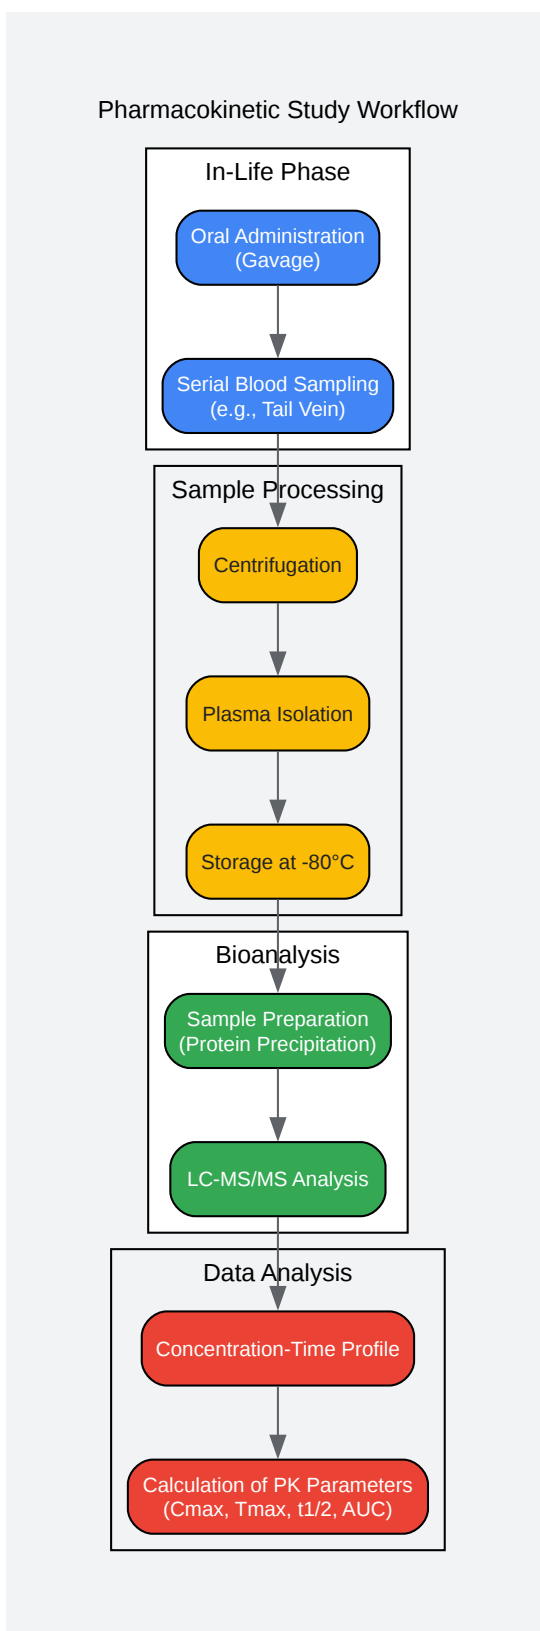 Pharmacokinetic Study Workflow
In-Life Phase
Oral Administration
(Gavage)
Serial Blood Sampling
(e.g., Tail Vein)
Sample Processing
Centrifugation
Plasma Isolation
Storage at -80°C
Bioanalysis
Sample Preparation
(Protein Precipitation)
LC-MS/MS Analysis
Data Analysis
Concentration-Time Profile
Calculation of PK Parameters
(Cmax, Tmax, t1/2, AUC)